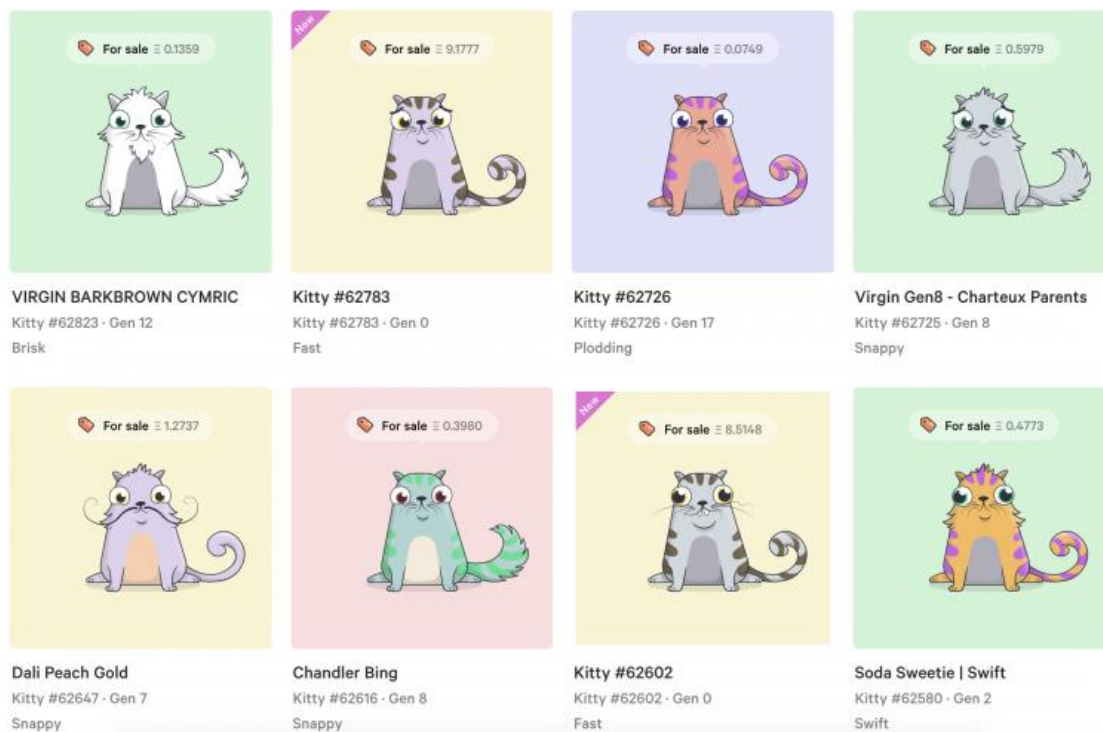 For sale Ξ 0.1359
New
For sale Ξ 9.1777
For sale Ξ 0.0749
For sale Ξ 0.5979
VIRGIN BARKBROWN CYMRIC
Kitty #62823 · Gen 12
Brisk
Kitty #62783
Kitty #62783 · Gen 0
Fast
Kitty #62726
Kitty #62726 · Gen 17
Plodding
Virgin Gen8 - Charteux Parents
Kitty #62725 · Gen 8
Snappy
For sale Ξ 1.2737
For sale Ξ 0.3980
New
For sale Ξ 8.5148
For sale Ξ 0.4773
Dali Peach Gold
Kitty #62647 · Gen 7
Snappy
Chandler Bing
Kitty #62616 · Gen 8
Snappy
Kitty #62602
Kitty #62602 · Gen 0
Fast
Soda Sweetie | Swift
Kitty #62580 · Gen 2
Swift